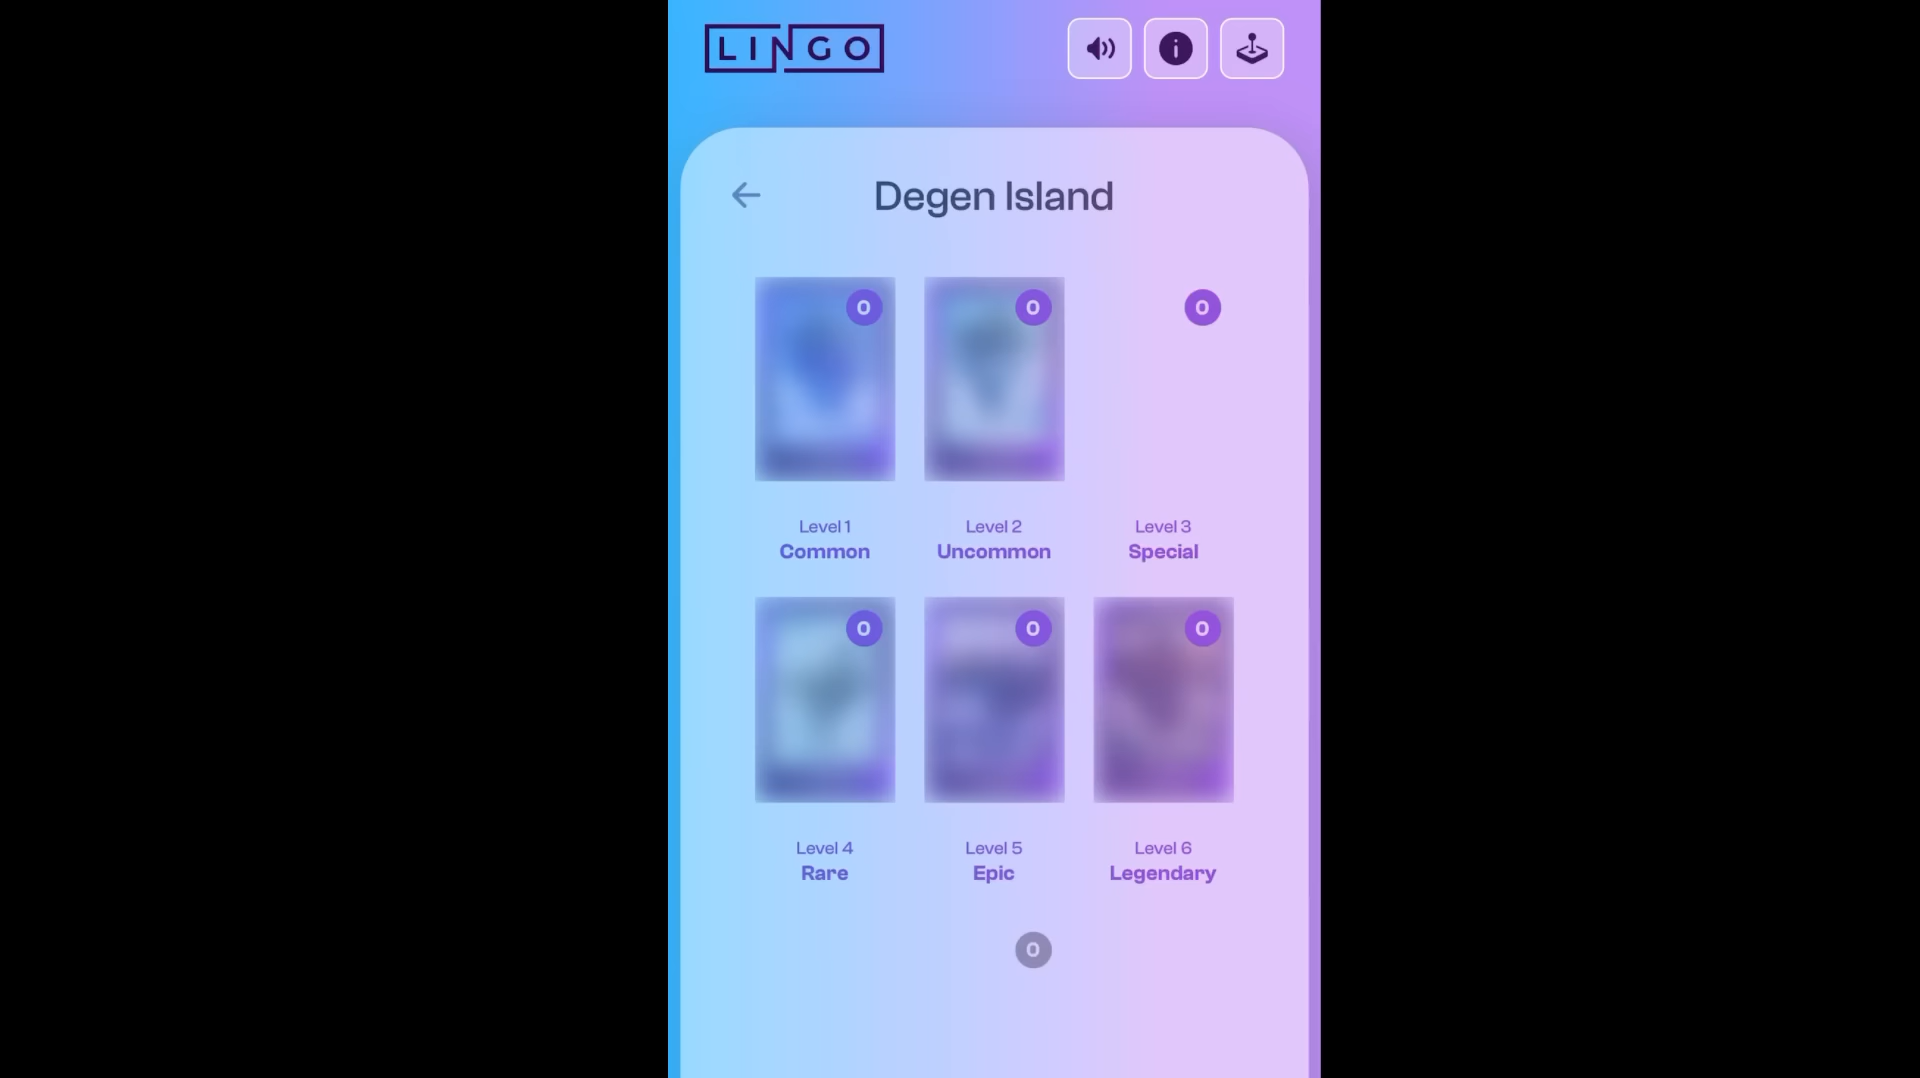 LINGO
Degen Island
0
0
0
Level 1
Common
Level 2
Uncommon
Level 3
Special
0
0
0
Level 4
Rare
Level 5
Epic
Level 6
Legendary
0